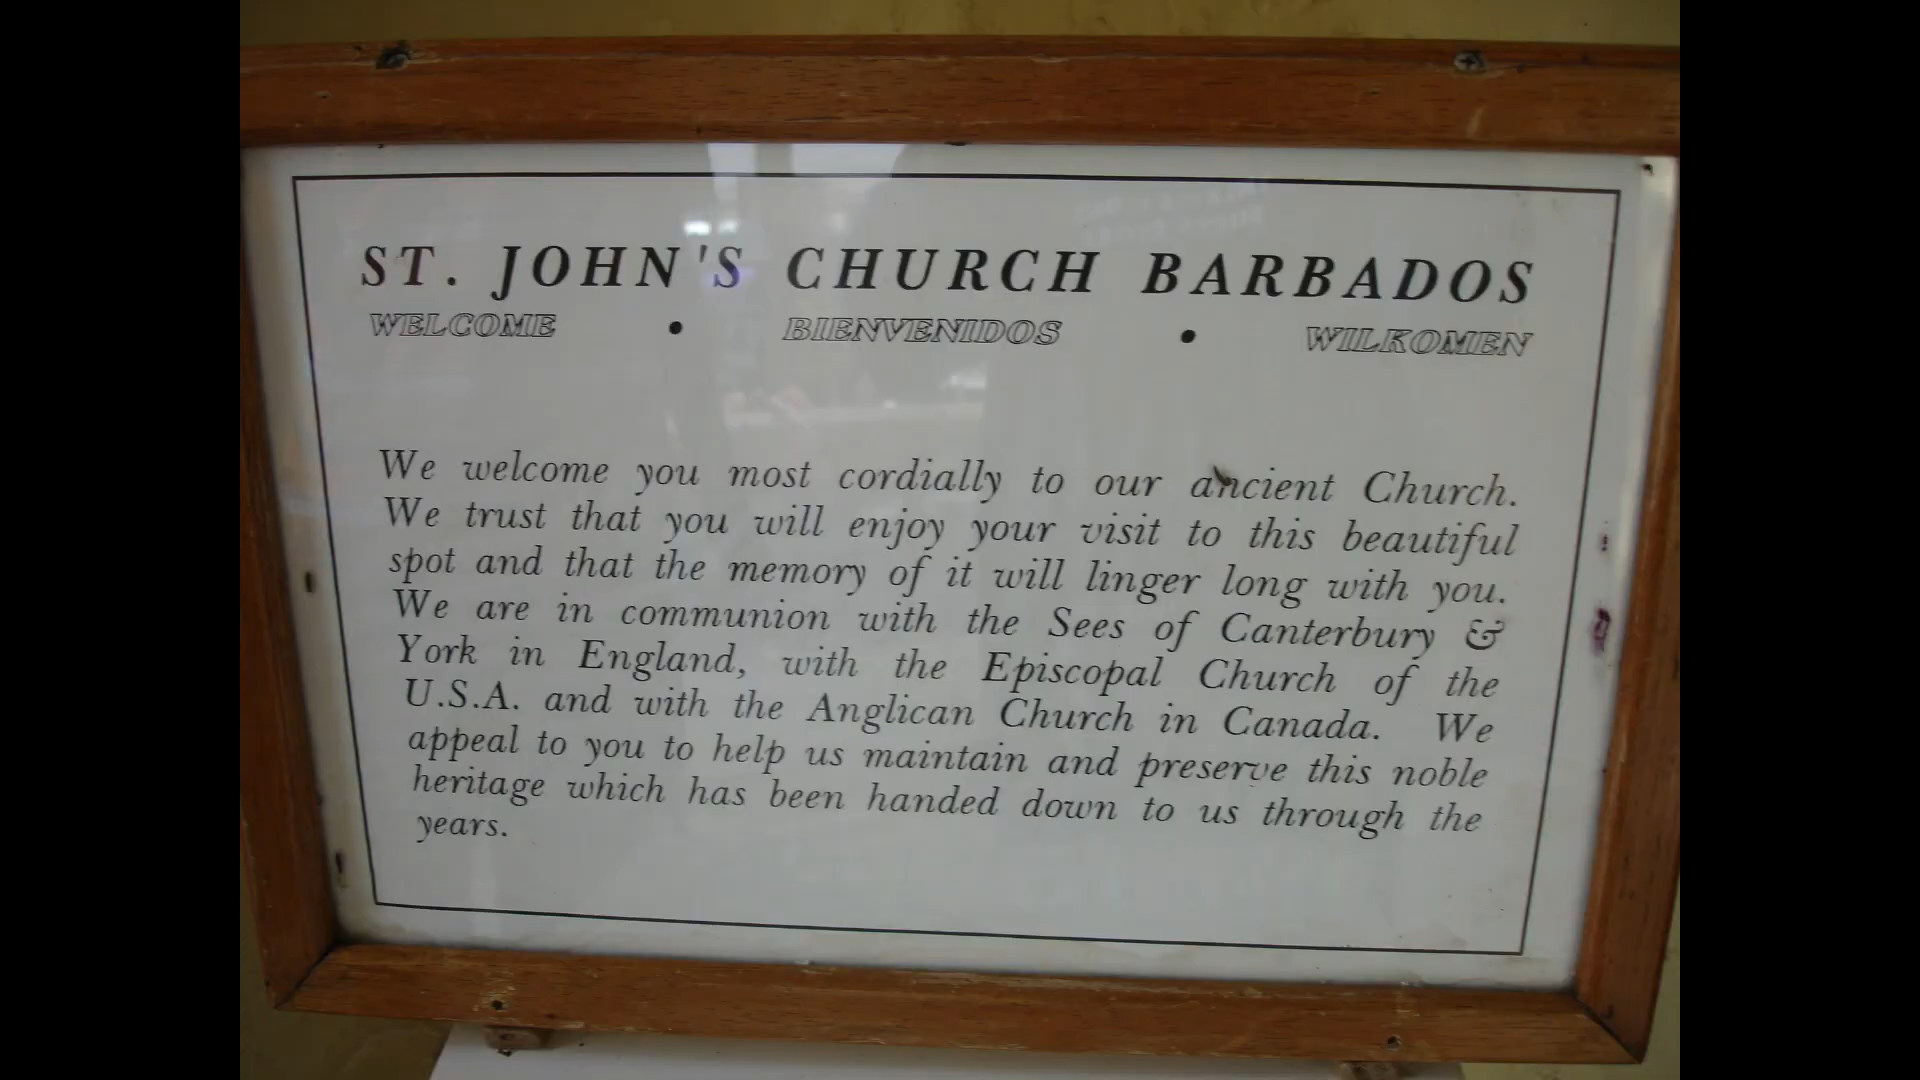 ST. JOHN'S CHURCH BARBADOS
WELCOME • BIENVENIDOS • WILKOMEN
We welcome you most cordially to our ancient Church.
We trust that you will enjoy your visit to this beautiful
spot and that the memory of it will linger long with you.
We are in communion with the Sees of Canterbury &
York in England, with the Episcopal Church of the
U.S.A. and with the Anglican Church in Canada. We
appeal to you to help us maintain and preserve this noble
heritage which has been handed down to us through the
years.